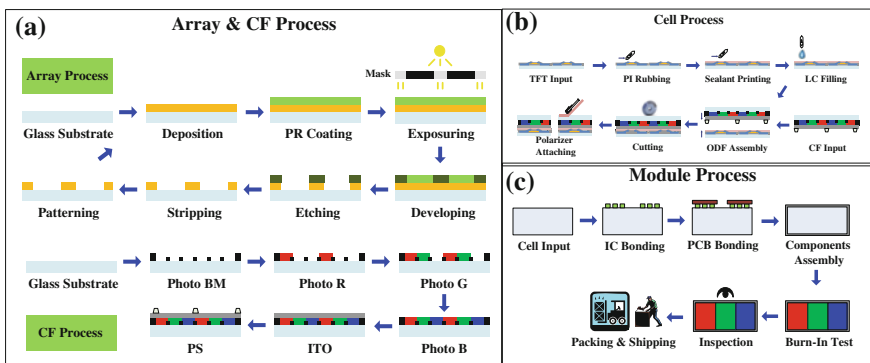 (a)
Array & CF Process
Array Process
Mask
Glass Substrate
Deposition
PR Coating
Exposuring
Patterning
Stripping
Etching
Developing
Glass Substrate
Photo BM
Photo R
Photo G
CF Process
PS
ITO
Photo B
(b)
Cell Process
TFT Input
PI Rubbing
Sealant Printing
LC Filling
Polarizer
Attaching
Cutting
ODF Assembly
CF Input
(c)
Module Process
Cell Input
IC Bonding
PCB Bonding
Components
Assembly
Packing & Shipping
Inspection
Burn-In Test